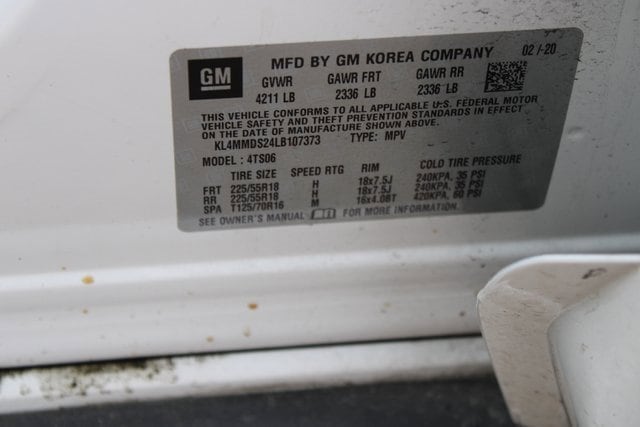 GM
MFD BY GM KOREA COMPANY 02 /·20
GVWR GAWR FRT GAWR RR
4211 LB 2336 LB 2336 LB
THIS VEHICLE CONFORMS TO ALL APPLICABLE U.S. FEDERAL MOTOR
VEHICLE SAFETY AND THEFT PREVENTION STANDARDS IN EFFECT
ON THE DATE OF MANUFACTURE SHOWN ABOVE.
KL4MMDS24LB107373 TYPE: MPV
MODEL : 4TS06
TIRE SIZE SPEED RTG RIM COLD TIRE PRESSURE
FRT 225/55R18 H 18x7.5J 240KPA, 35 PSI
RR 225/55R18 H 18x7.5J 240KPA, 35 PSI
SPA T125/70R16 M 16x4.0BT 420KPA, 60 PSI
SEE OWNER'S MANUAL FOR MORE INFORMATION.